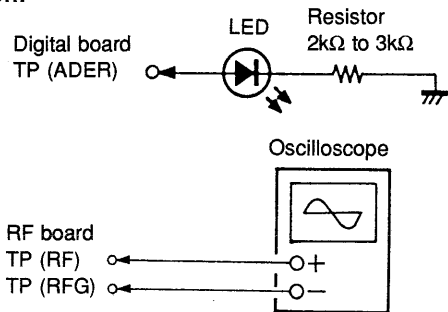 LED
Resistor
2kΩ to 3kΩ
Digital board
TP (ADER)
Oscilloscope
RF board
TP (RF)
TP (RFG)
+
−